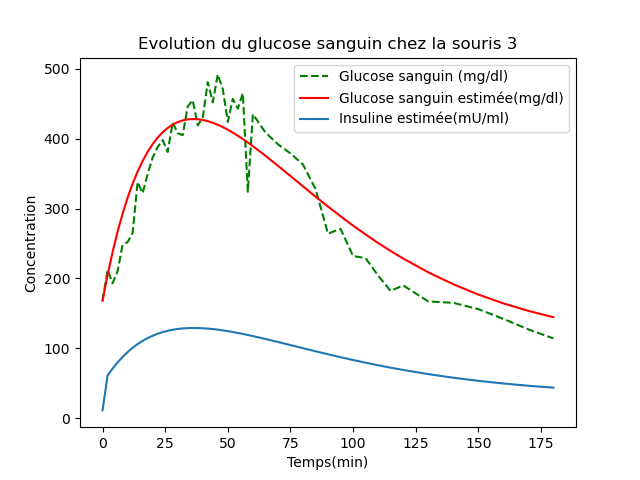 Evolution du glucose sanguin chez la souris 3
Glucose sanguin (mg/dl)
Glucose sanguin estimée(mg/dl)
Insuline estimée(mU/ml)
Concentration
500
400
300
200
100
0
0 25 50 75 100 125 150 175
Temps(min)